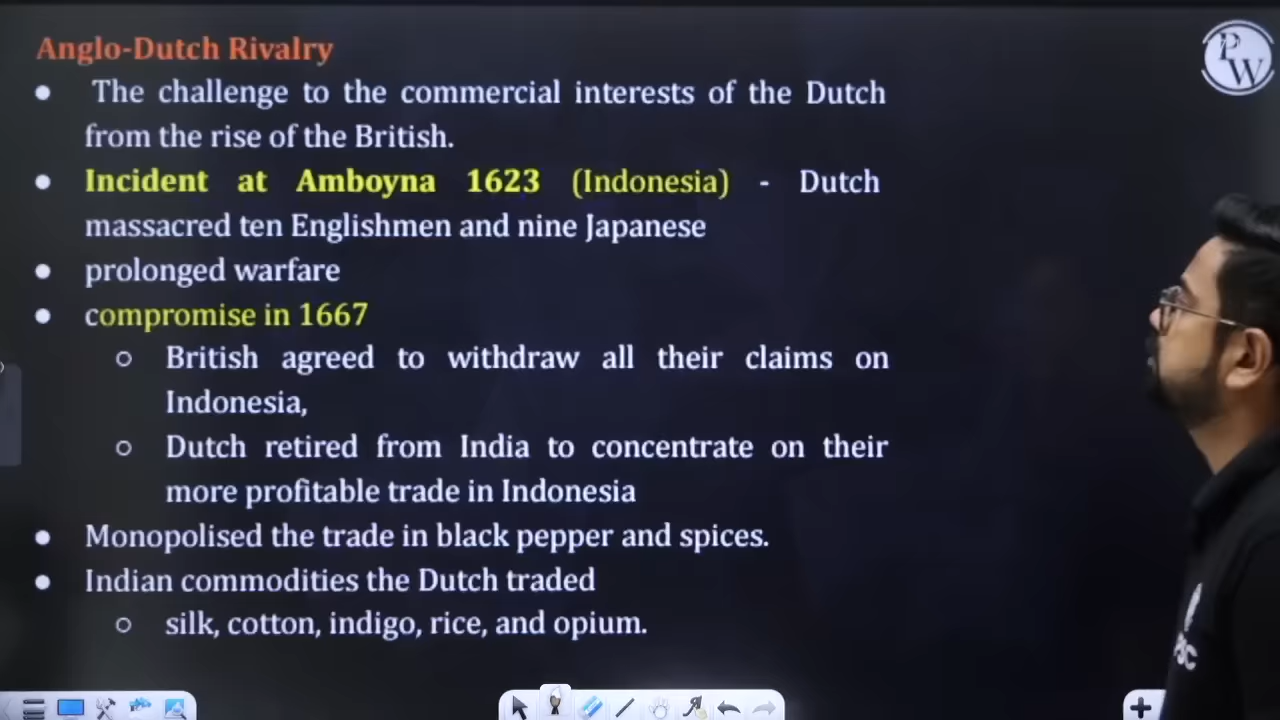 Anglo-Dutch Rivalry
● The challenge to the commercial interests of the Dutch
from the rise of the British.
● Incident at Amboyna 1623 (Indonesia) - Dutch
massacred ten Englishmen and nine Japanese
● prolonged warfare
● compromise in 1667
○ British agreed to withdraw all their claims on
Indonesia,
○ Dutch retired from India to concentrate on their
more profitable trade in Indonesia
● Monopolised the trade in black pepper and spices.
● Indian commodities the Dutch traded
○ silk, cotton, indigo, rice, and opium.
PW